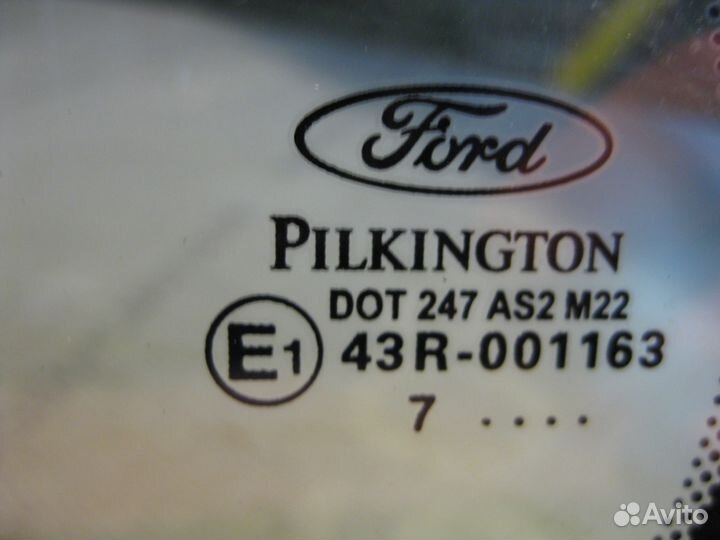 Ford
PILKINGTON
DOT 247 AS2 M22
E1 43R-001163
7 ....
Avito